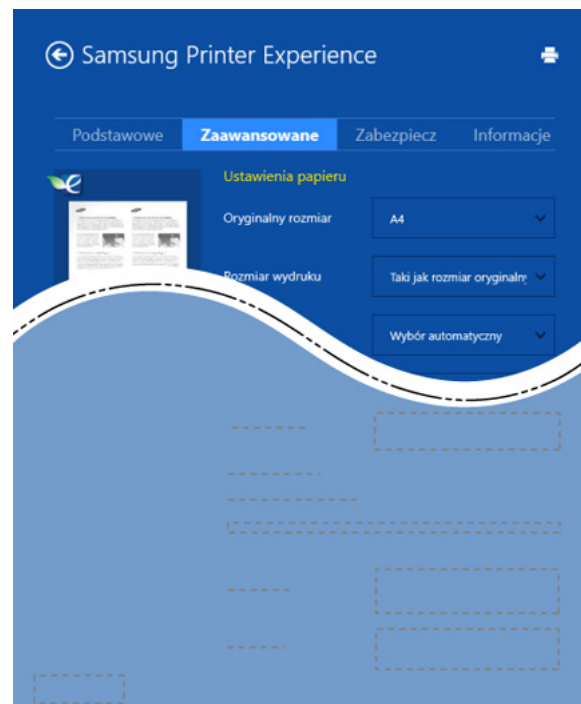 Samsung Printer Experience
Podstawowe Zaawansowane Zabezpiecz Informacje
Ustawienia papieru
Oryginalny rozmiar A4
Rozmiar wydruku Taki jak rozmiar oryginaln
Wybór automatyczny